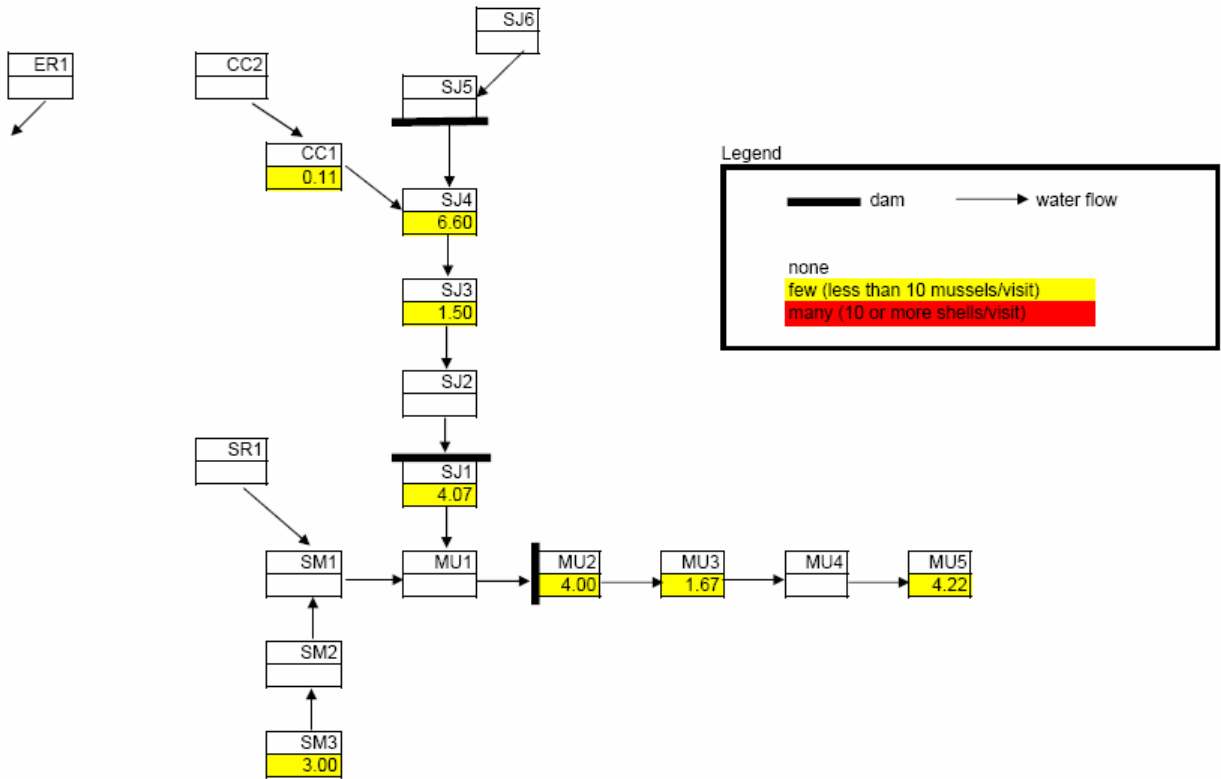 SJ6
ER1
CC2
SJ5
CC1
0.11
Legend
dam
water flow
SJ4
6.60
none
few (less than 10 mussels/visit)
many (10 or more shells/visit)
SJ3
1.50
SJ2
SR1
SJ1
4.07
SM1
MU1
MU2
4.00
MU3
1.67
MU4
MU5
4.22
SM2
SM3
3.00